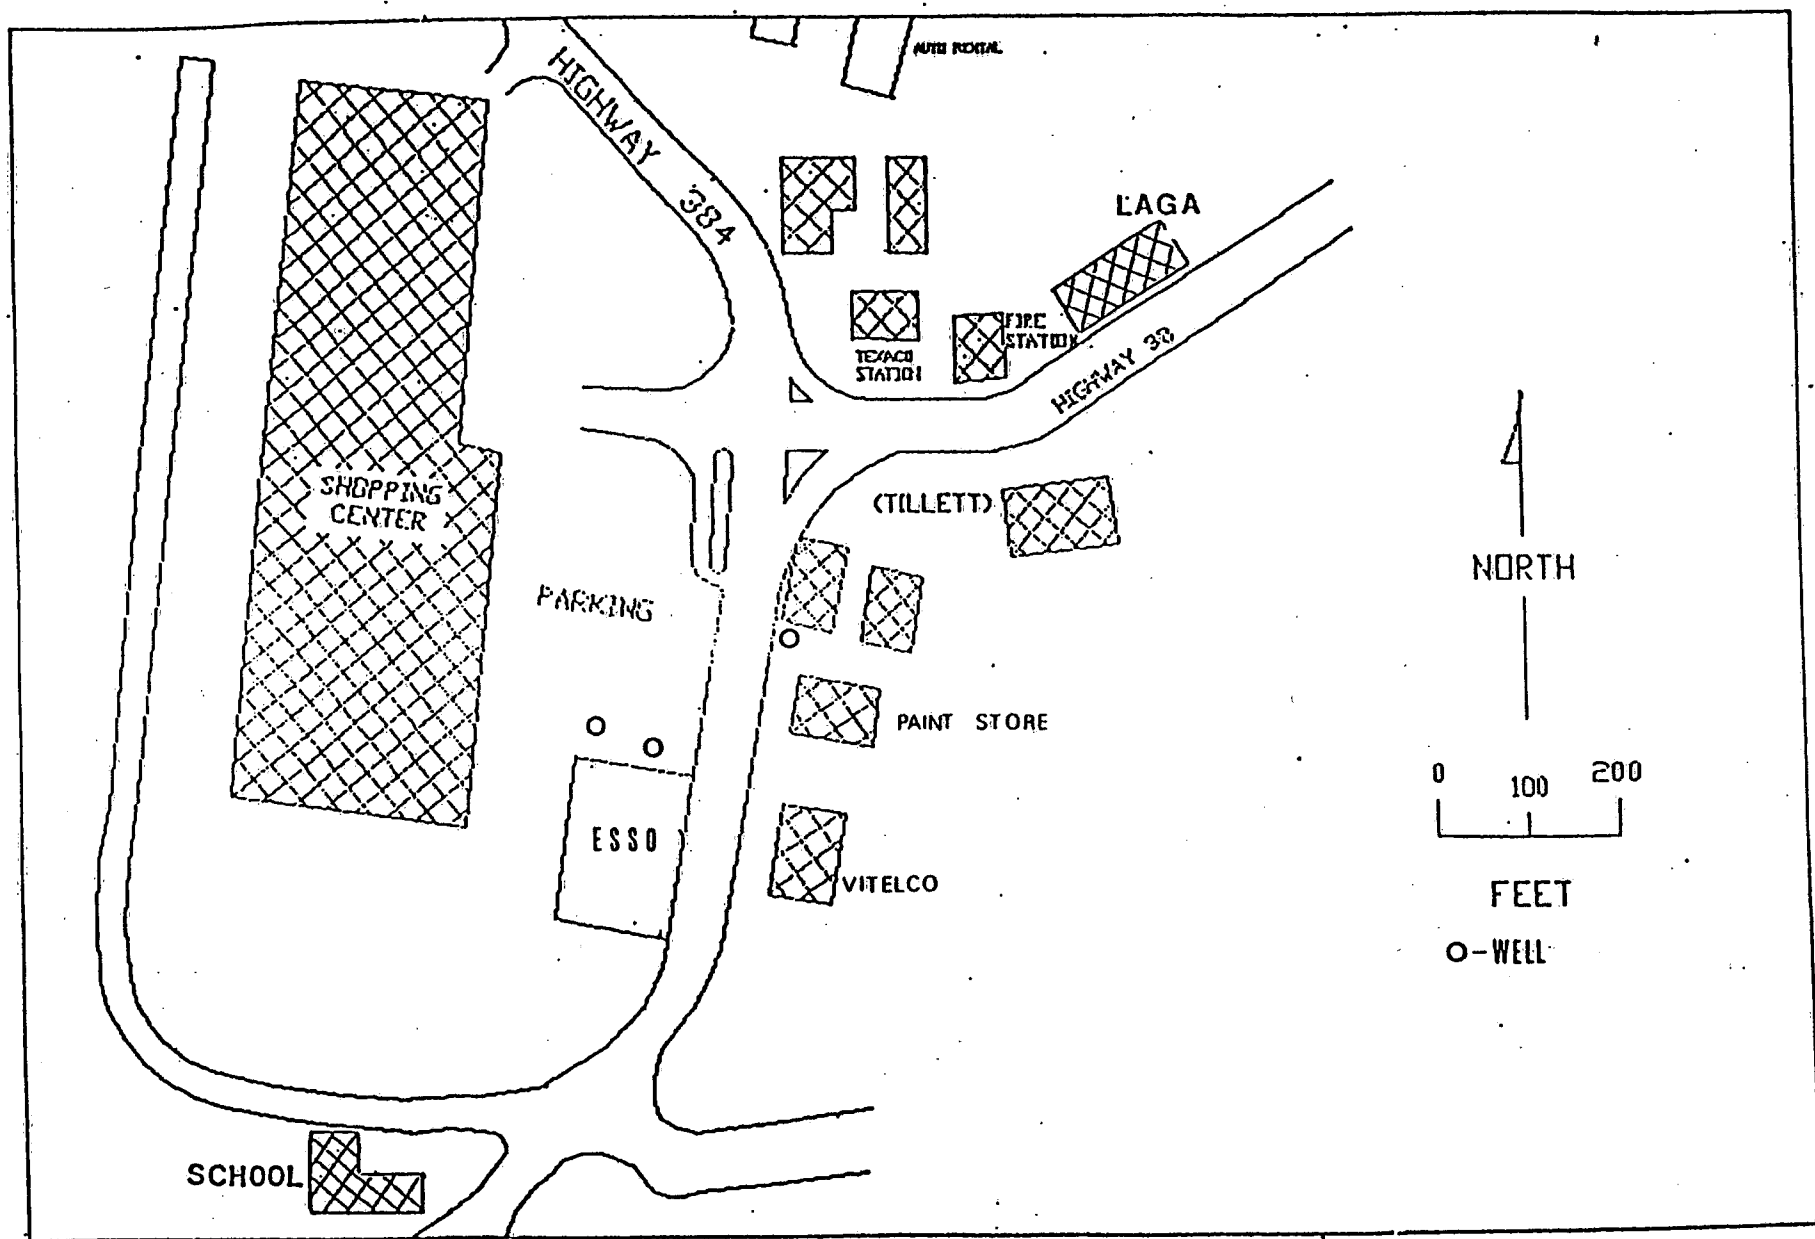 AUTO RENTAL
HIGHWAY
384
LAGA
FIRE
STATION
TEXACO
STATION
HIGHWAY 38
SHOPPING
CENTER
(TILLETT)
PARKING
NORTH
PAINT STORE
0 100 200
FEET
ESSO
VITELCO
O-WELL
SCHOOL